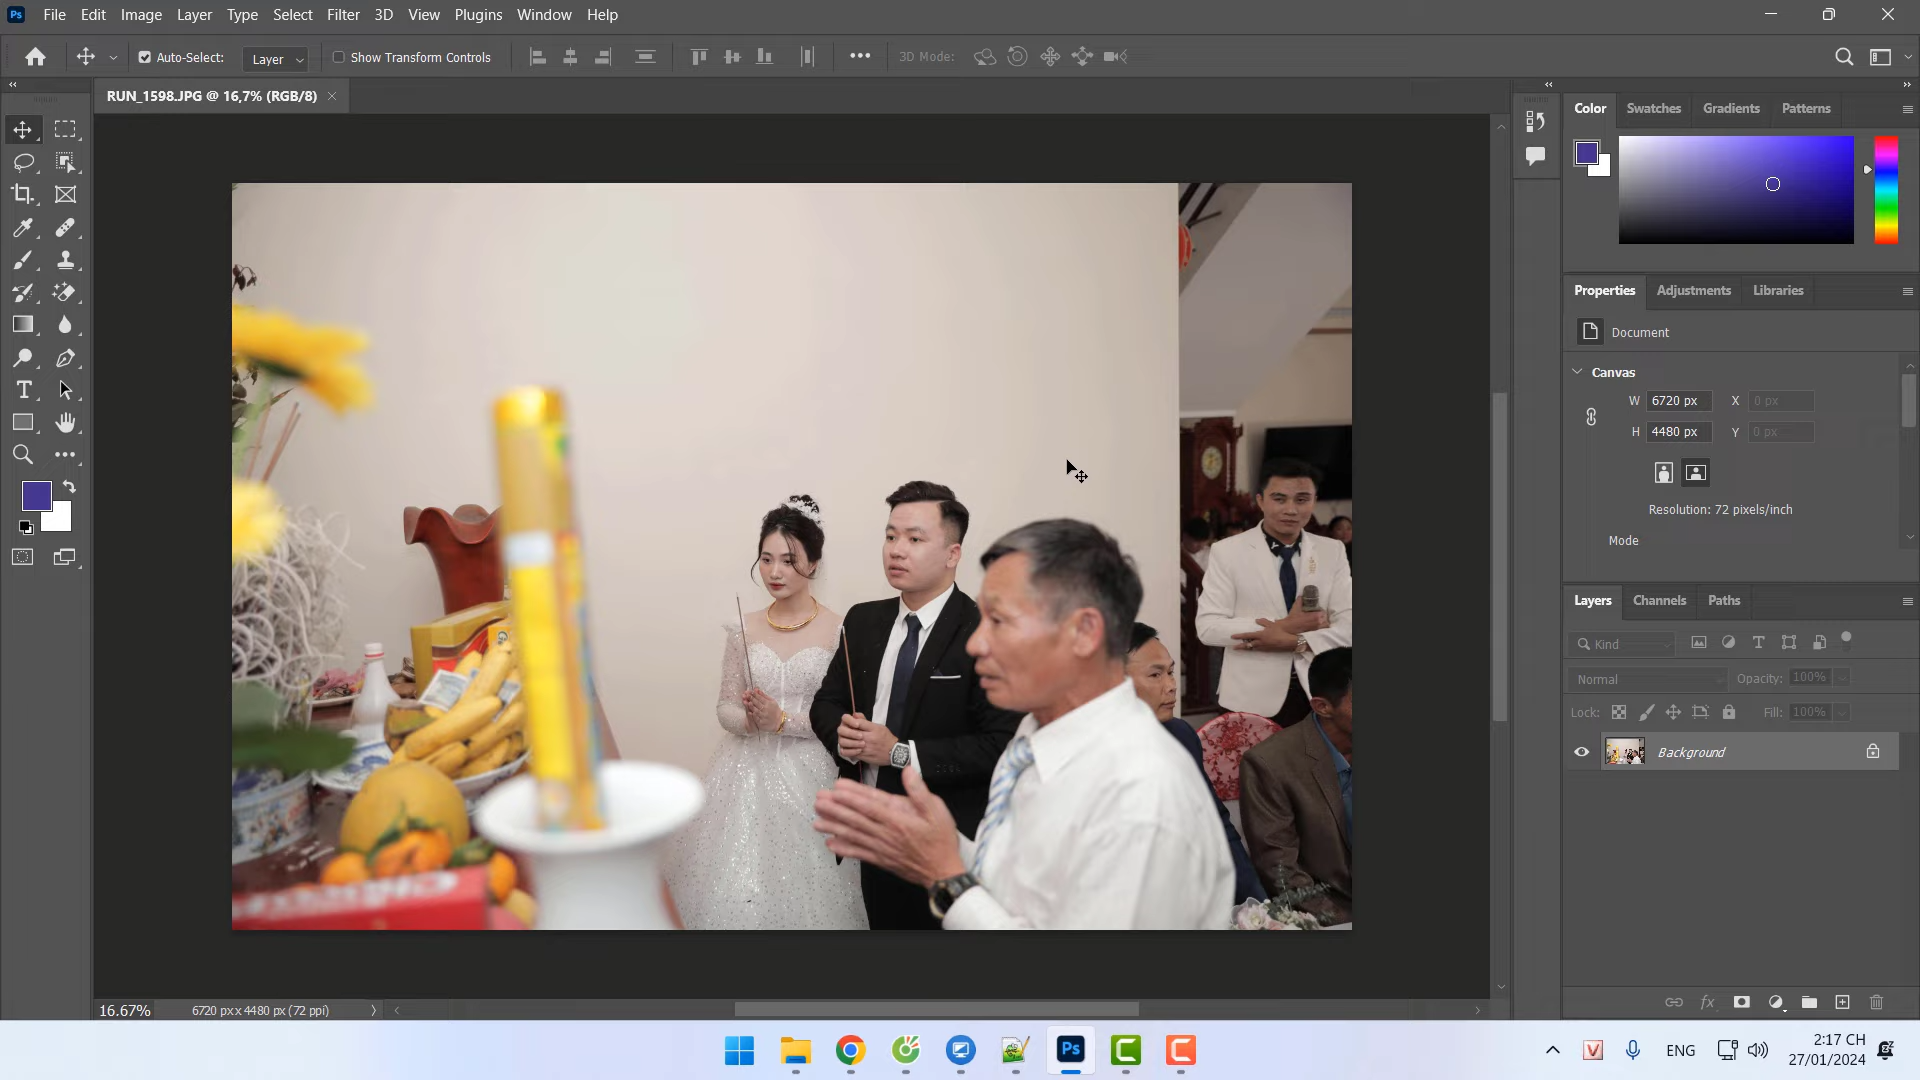 Ps File Edit Image Layer Type Select Filter 3D View Plugins Window Help
Auto-Select: Layer Show Transform Controls 3D Mode:
RUN_1598.JPG @ 16,7% (RGB/8)
Color Swatches Gradients Patterns
Properties Adjustments Libraries
Document
Canvas
W 6720 px X 0 px
H 4480 px Y 0 px
Resolution: 72 pixels/inch
Mode
Layers Channels Paths
Kind
Normal Opacity: 100%
Lock: Fill: 100%
Background
16.67% 6720 px x 4480 px (72 ppi)
fx
Ps
ENG
2:17 CH
27/01/2024